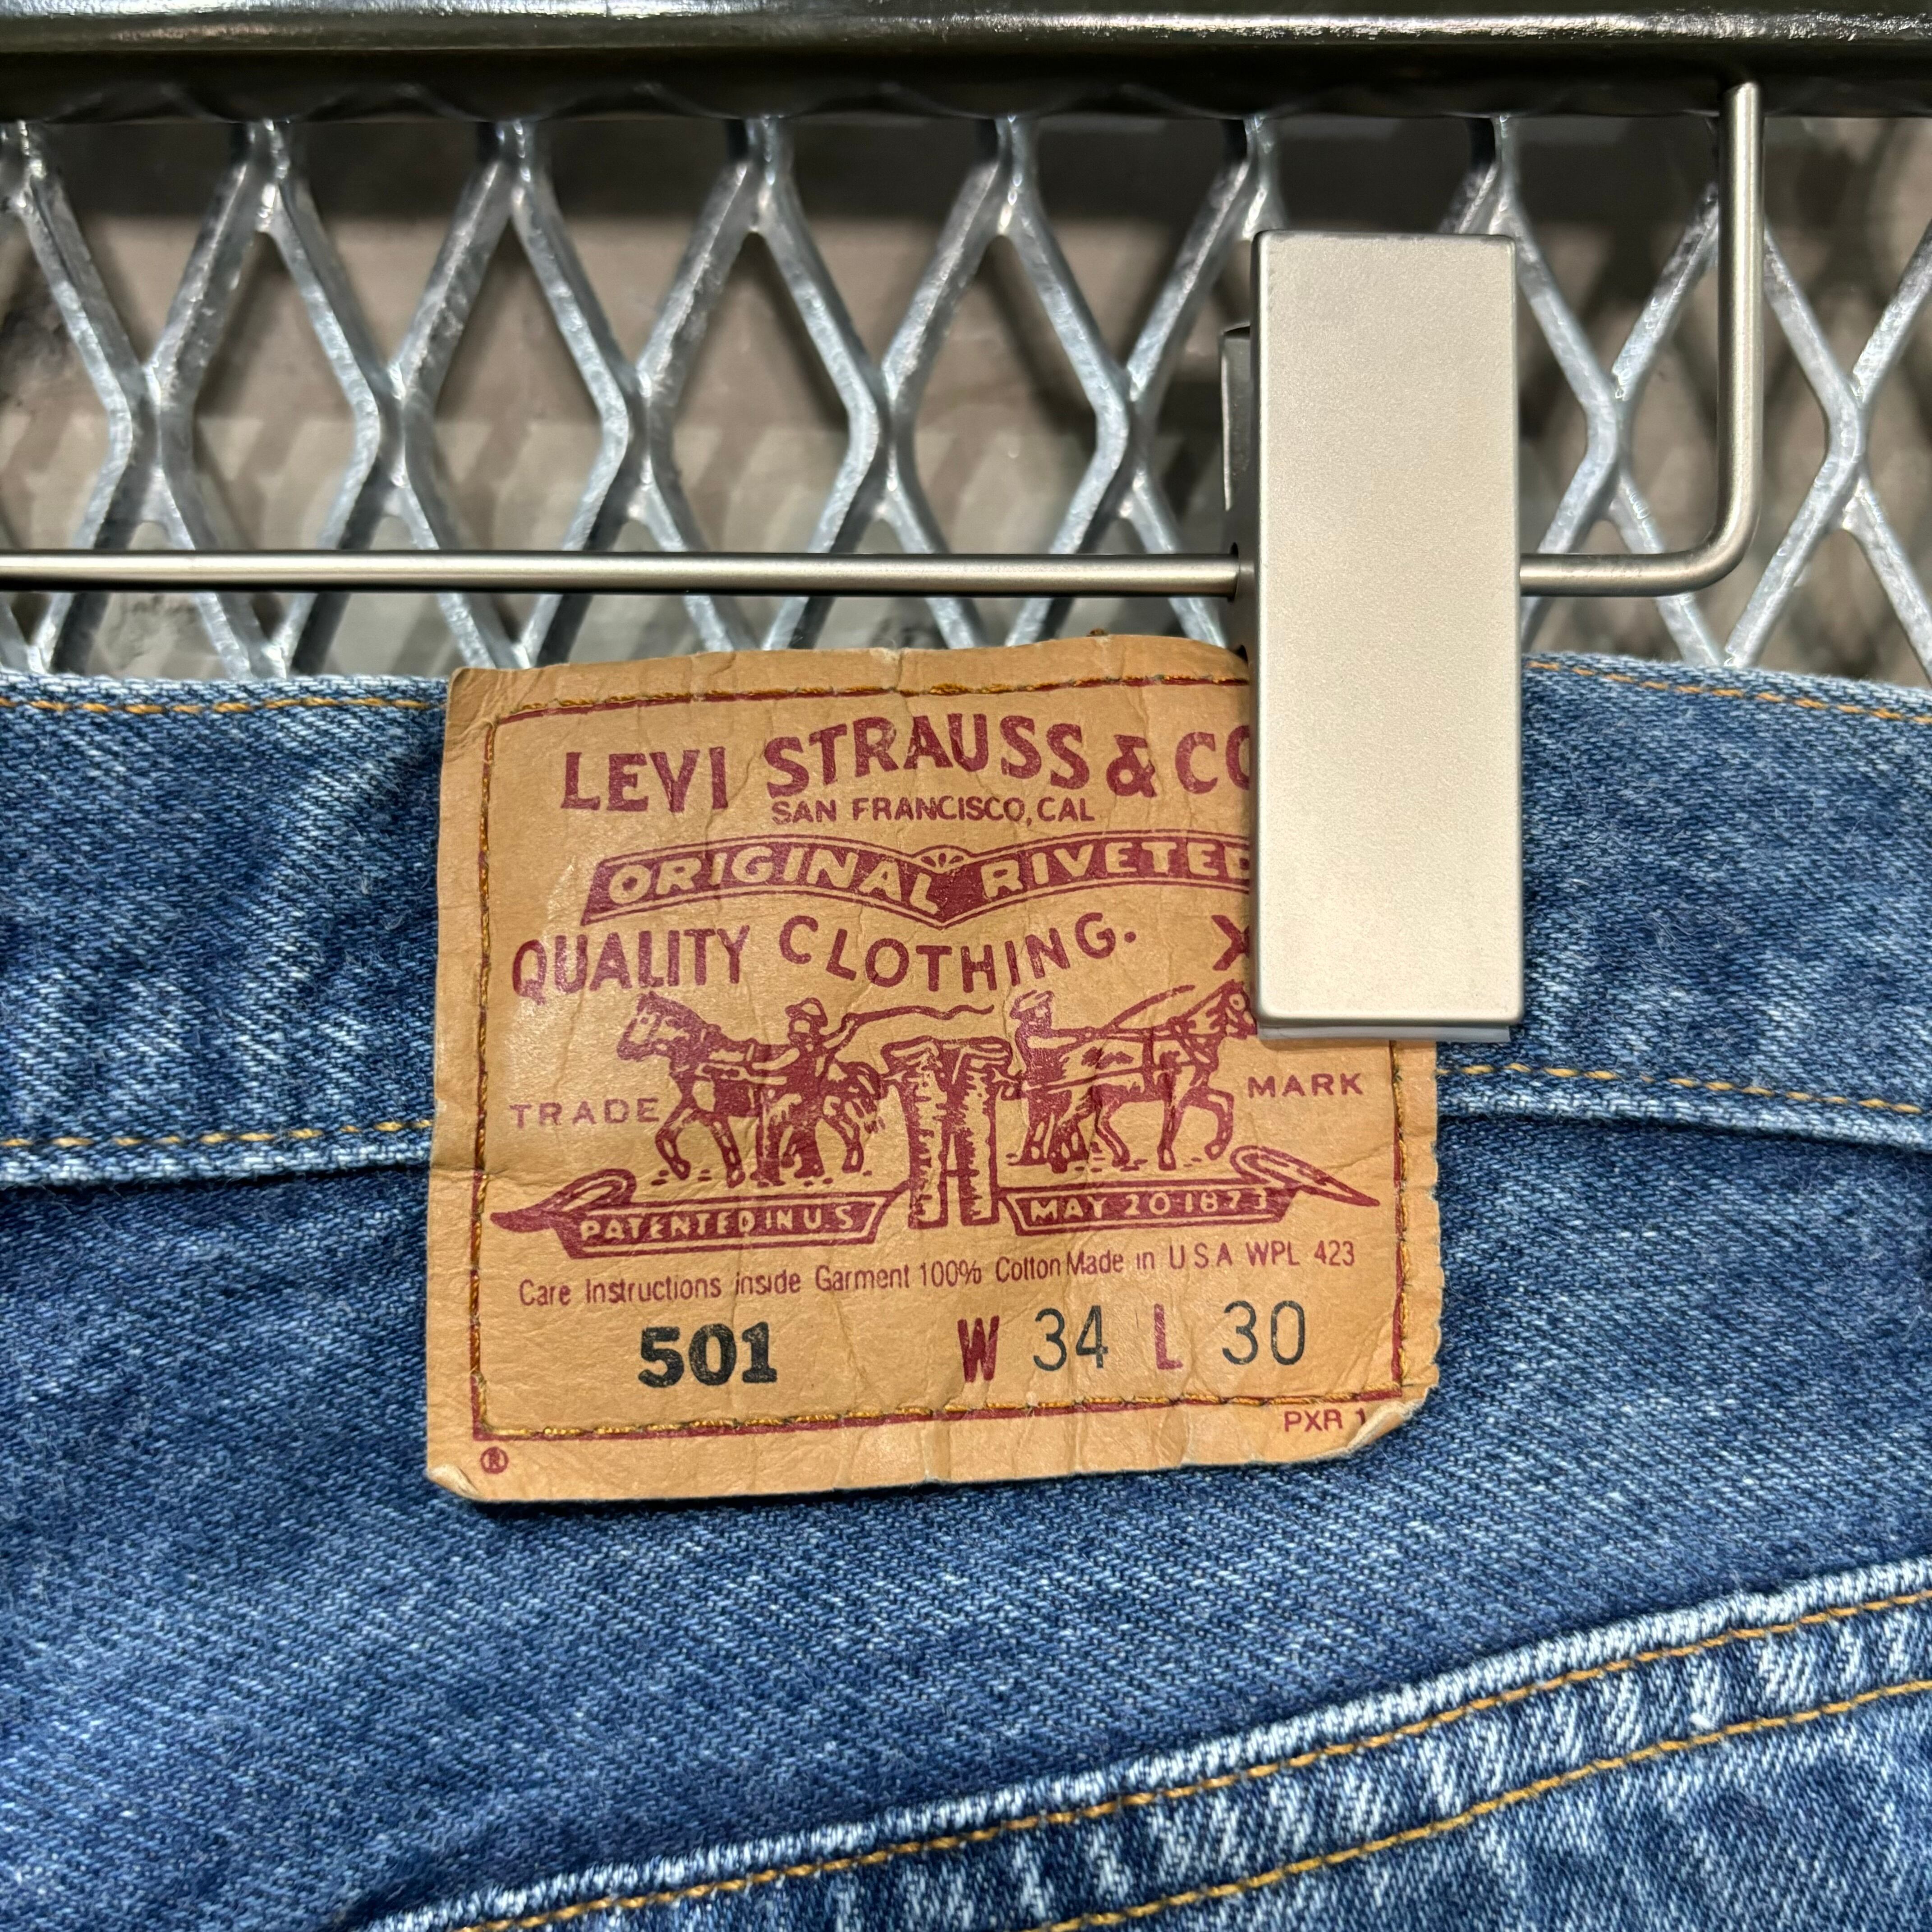 LEVI STRAUSS & CO
SAN FRANCISCO, CAL
ORIGINAL RIVETED
QUALITY CLOTHING. X
TRADE MARK
PATENTED IN U.S MAY 20 1873
Care Instructions inside Garment 100% Cotton Made in U S A WPL 423
501 W 34 L 30
PXR 1
®